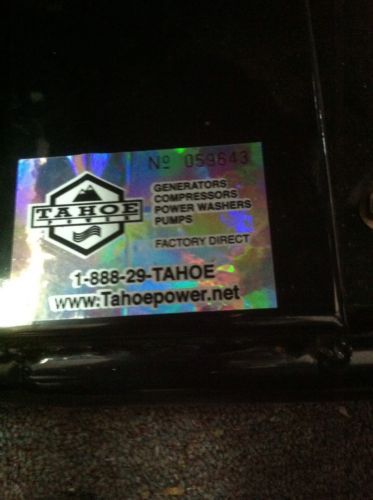 Nº 059643
TAHOE
GENERATORS
COMPRESSORS
POWER WASHERS
PUMPS
FACTORY DIRECT
1-888-29-TAHOE
www.Tahoepower.net